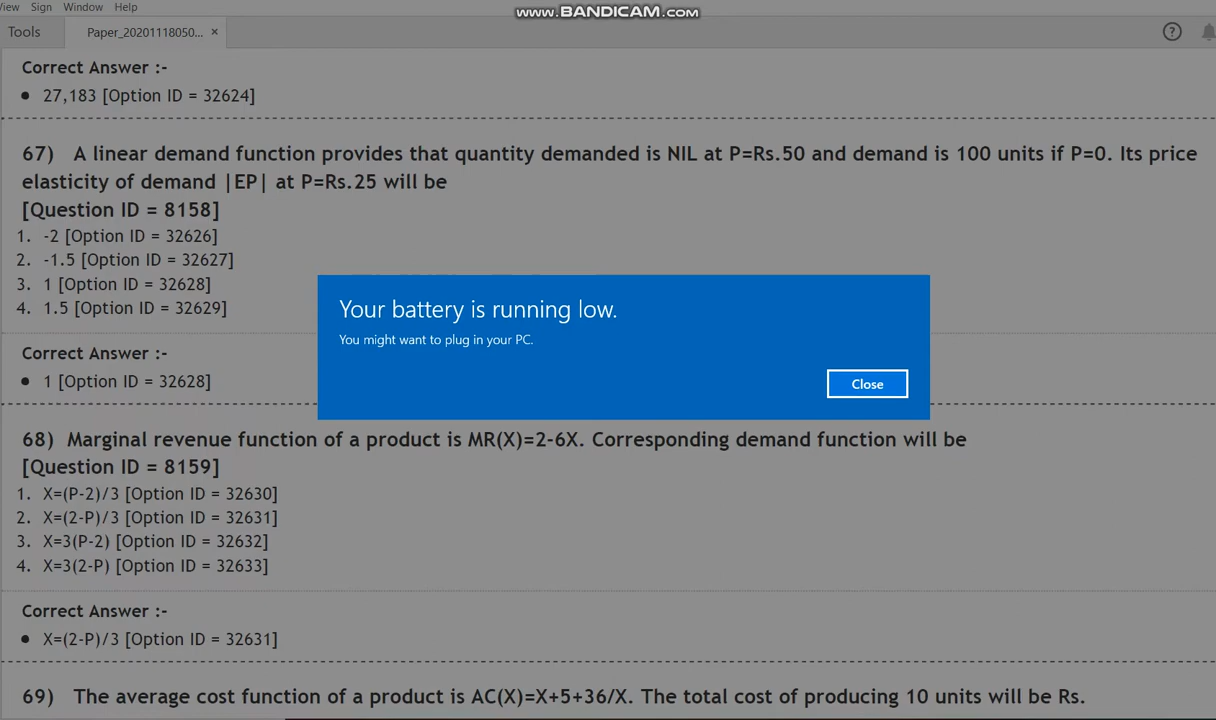 View Sign Window Help
www.BANDICAM.com
Tools Paper_20201118050... ×
?
Correct Answer :-
● 27,183 [Option ID = 32624]
67) A linear demand function provides that quantity demanded is NIL at P=Rs.50 and demand is 100 units if P=0. Its price
elasticity of demand |EP| at P=Rs.25 will be
[Question ID = 8158]
1. -2 [Option ID = 32626]
2. -1.5 [Option ID = 32627]
3. 1 [Option ID = 32628]
4. 1.5 [Option ID = 32629]
Your battery is running low.
You might want to plug in your PC.
Close
Correct Answer :-
● 1 [Option ID = 32628]
68) Marginal revenue function of a product is MR(X)=2-6X. Corresponding demand function will be
[Question ID = 8159]
1. X=(P-2)/3 [Option ID = 32630]
2. X=(2-P)/3 [Option ID = 32631]
3. X=3(P-2) [Option ID = 32632]
4. X=3(2-P) [Option ID = 32633]
Correct Answer :-
● X=(2-P)/3 [Option ID = 32631]
69) The average cost function of a product is AC(X)=X+5+36/X. The total cost of producing 10 units will be Rs.